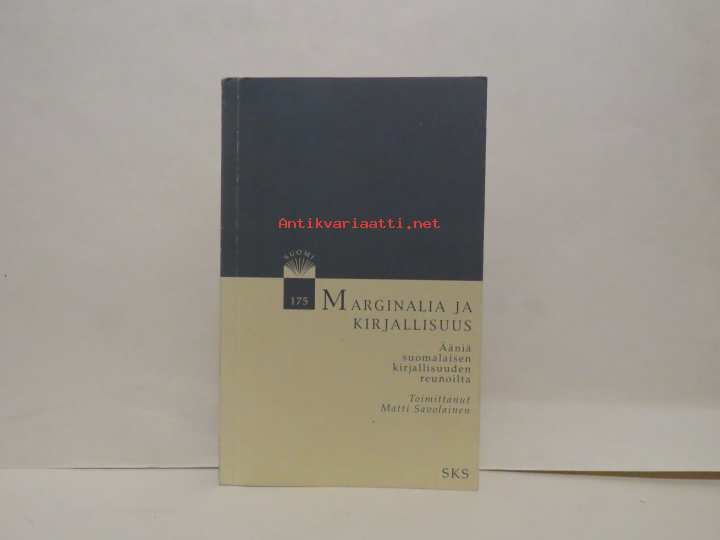 Antikvariaatti.net
SUOMI
175
MARGINALIA JA
KIRJALLISUUS
Ääniä
suomalaisen
kirjallisuuden
reunoilta
Toimittanut
Matti Savolainen
SKS